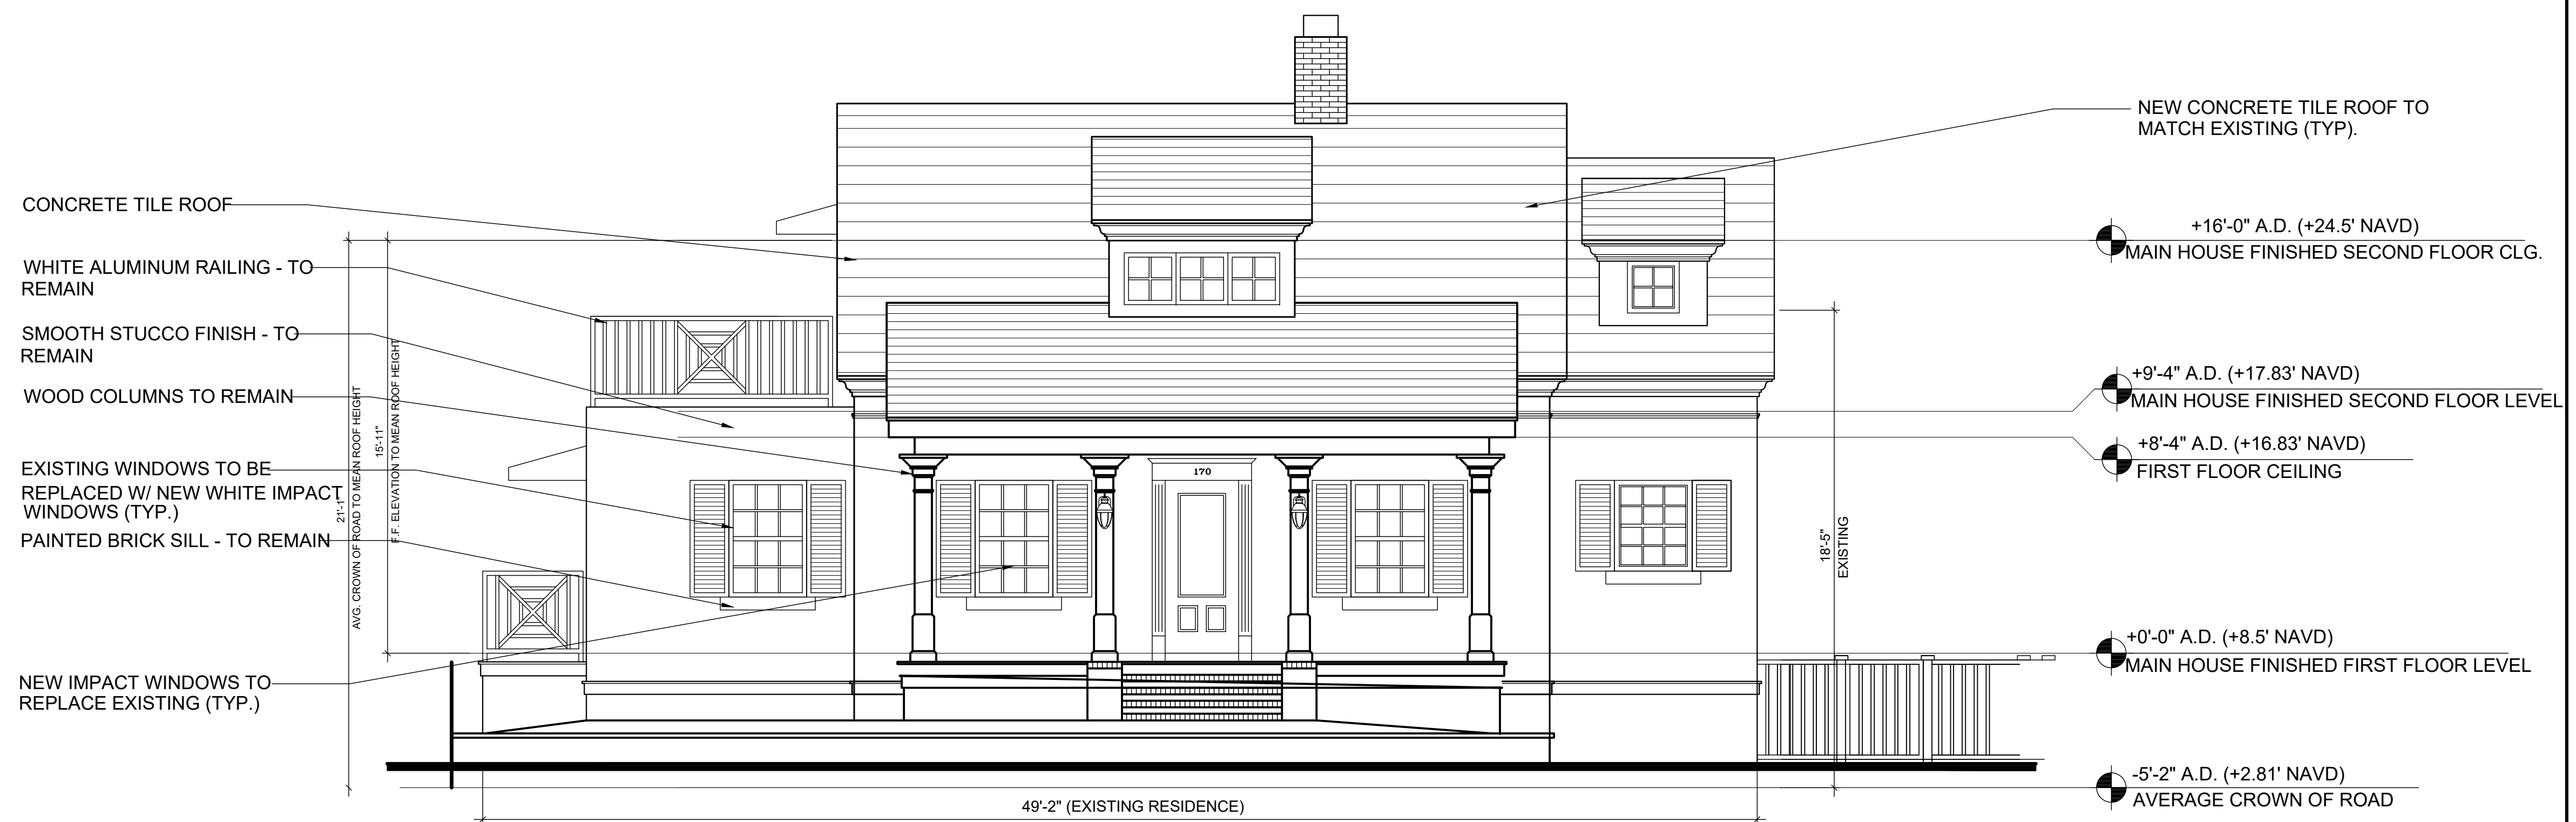 CONCRETE TILE ROOF
WHITE ALUMINUM RAILING - TO
REMAIN
SMOOTH STUCCO FINISH - TO
REMAIN
WOOD COLUMNS TO REMAIN
EXISTING WINDOWS TO BE
REPLACED W/ NEW WHITE IMPACT
WINDOWS (TYP.)
PAINTED BRICK SILL - TO REMAIN
NEW IMPACT WINDOWS TO
REPLACE EXISTING (TYP.)
21'-1"
AVG. CROWN OF ROAD TO MEAN ROOF HEIGHT
15'-11"
F.F. ELEVATION TO MEAN ROOF HEIGHT
170
49'-2" (EXISTING RESIDENCE)
18'-5"
EXISTING
NEW CONCRETE TILE ROOF TO
MATCH EXISTING (TYP).
+16'-0" A.D. (+24.5' NAVD)
MAIN HOUSE FINISHED SECOND FLOOR CLG.
+9'-4" A.D. (+17.83' NAVD)
MAIN HOUSE FINISHED SECOND FLOOR LEVEL
+8'-4" A.D. (+16.83' NAVD)
FIRST FLOOR CEILING
+0'-0" A.D. (+8.5' NAVD)
MAIN HOUSE FINISHED FIRST FLOOR LEVEL
-5'-2" A.D. (+2.81' NAVD)
AVERAGE CROWN OF ROAD